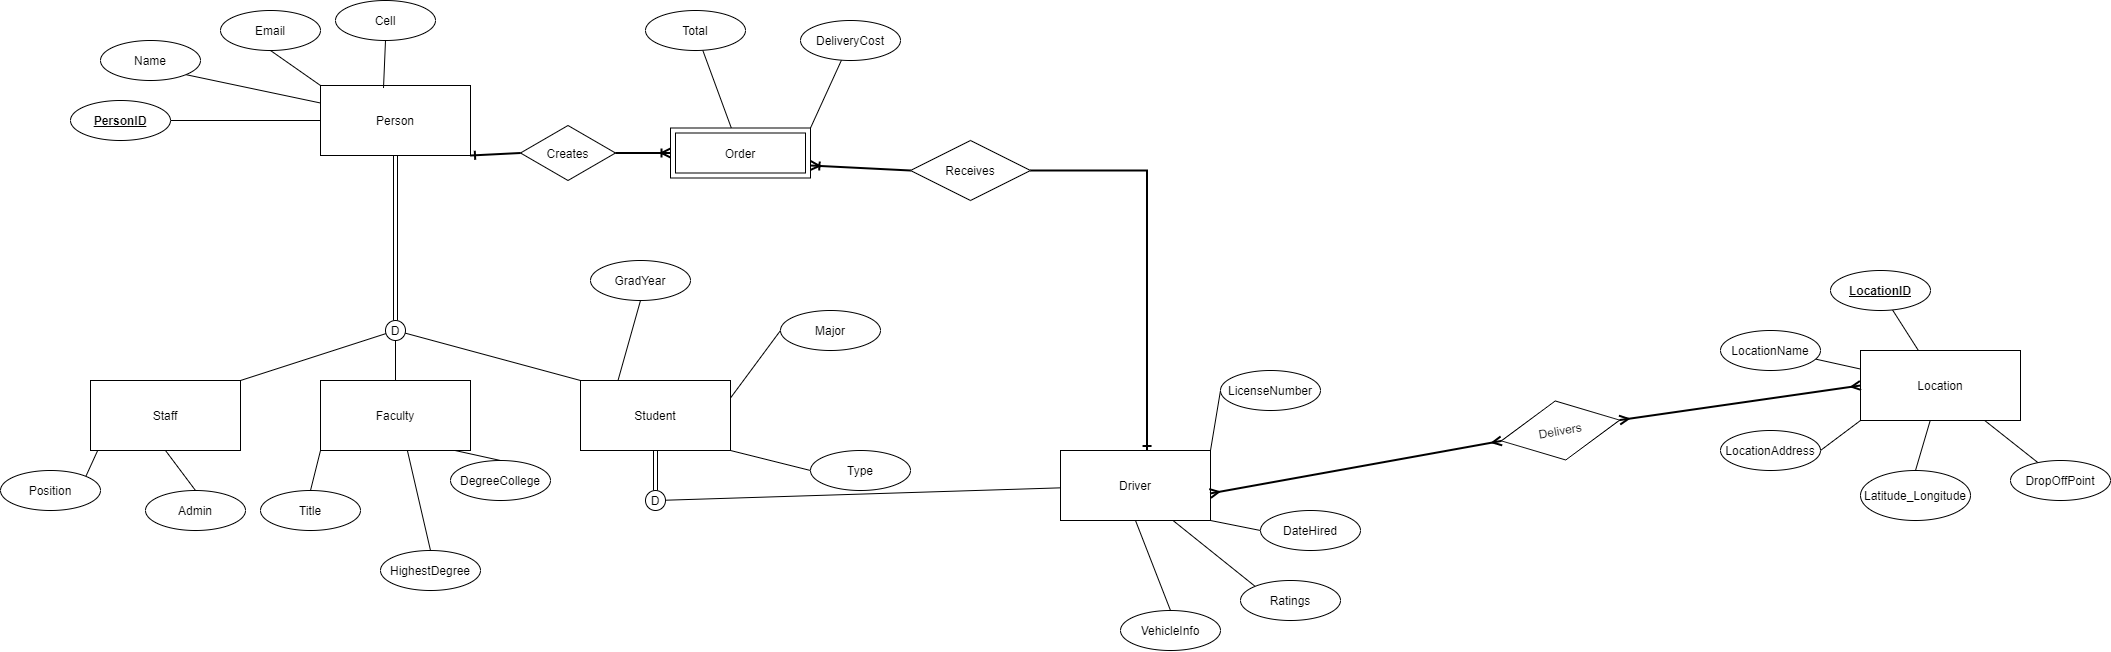 Cell
Email
Total
DeliveryCost
Name
PersonID
Person
Creates
Order
Receives
GradYear
LocationID
D
Major
LocationName
Location
LicenseNumber
Staff
Faculty
Student
Delivers
LocationAddress
Type
DegreeCollege
DropOffPoint
Driver
Position
Latitude_Longitude
D
Admin
Title
DateHired
HighestDegree
Ratings
VehicleInfo